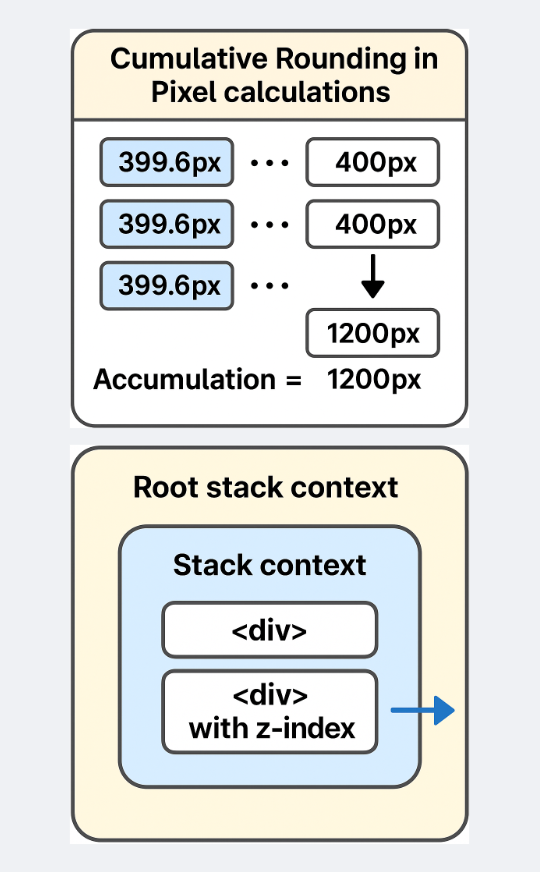 Cumulative Rounding in
Pixel calculations
399.6px ... 400px
399.6px ... 400px
399.6px ...
1200px
Accumulation = 1200px
Root stack context
Stack context
<div>
<div>
with z-index